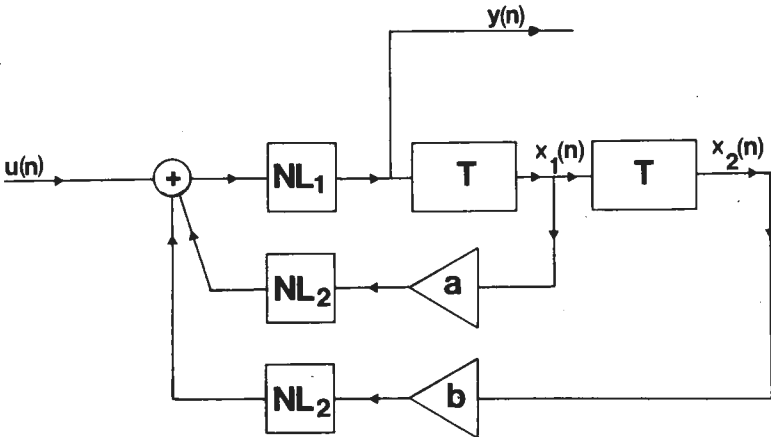 y(n)
u(n)
+
NL₁
T
x₁(n)
T
x₂(n)
NL₂
a
NL₂
b